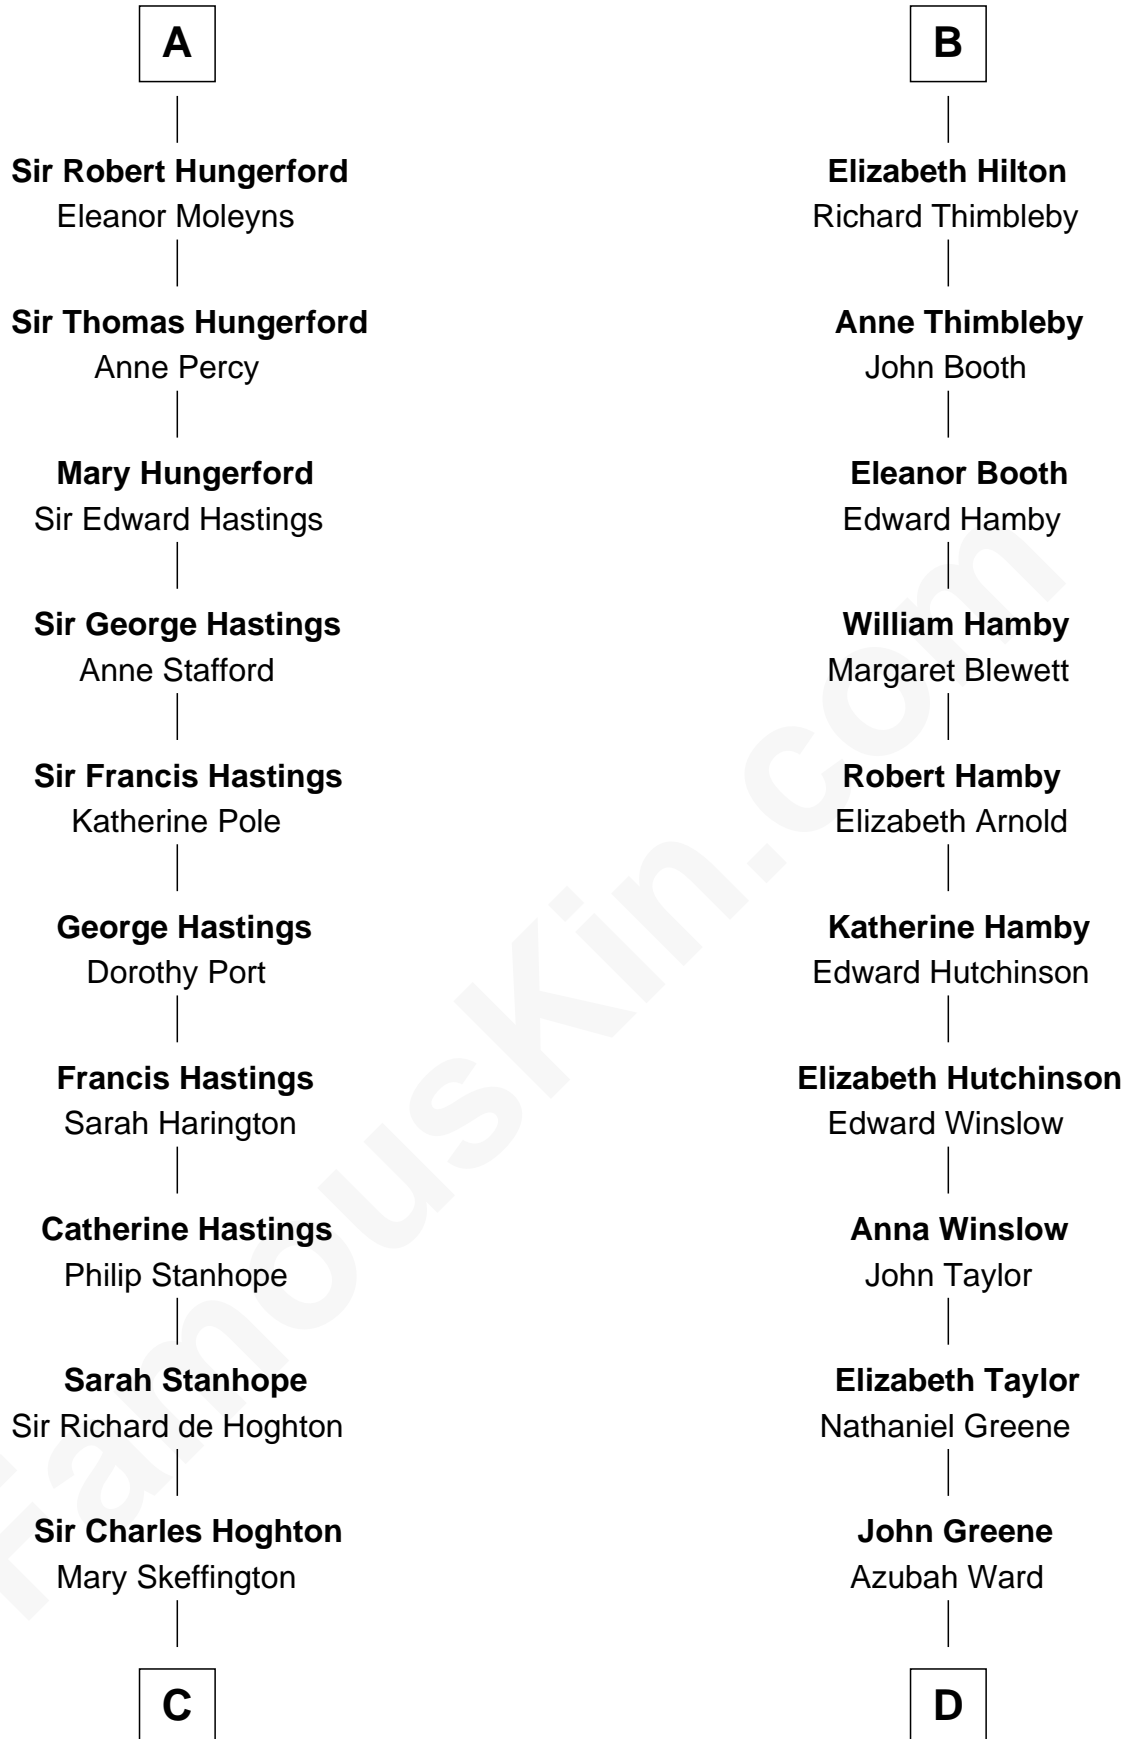 A
Sir Robert Hungerford
Eleanor Moleyns
Sir Thomas Hungerford
Anne Percy
Mary Hungerford
Sir Edward Hastings
Sir George Hastings
Anne Stafford
Sir Francis Hastings
Katherine Pole
George Hastings
Dorothy Port
Francis Hastings
Sarah Harington
Catherine Hastings
Philip Stanhope
Sarah Stanhope
Sir Richard de Hoghton
Sir Charles Hoghton
Mary Skeffington
C
B
Elizabeth Hilton
Richard Thimbleby
Anne Thimbleby
John Booth
Eleanor Booth
Edward Hamby
William Hamby
Margaret Blewett
Robert Hamby
Elizabeth Arnold
Katherine Hamby
Edward Hutchinson
Elizabeth Hutchinson
Edward Winslow
Anna Winslow
John Taylor
Elizabeth Taylor
Nathaniel Greene
John Greene
Azubah Ward
D
FamousKin.com